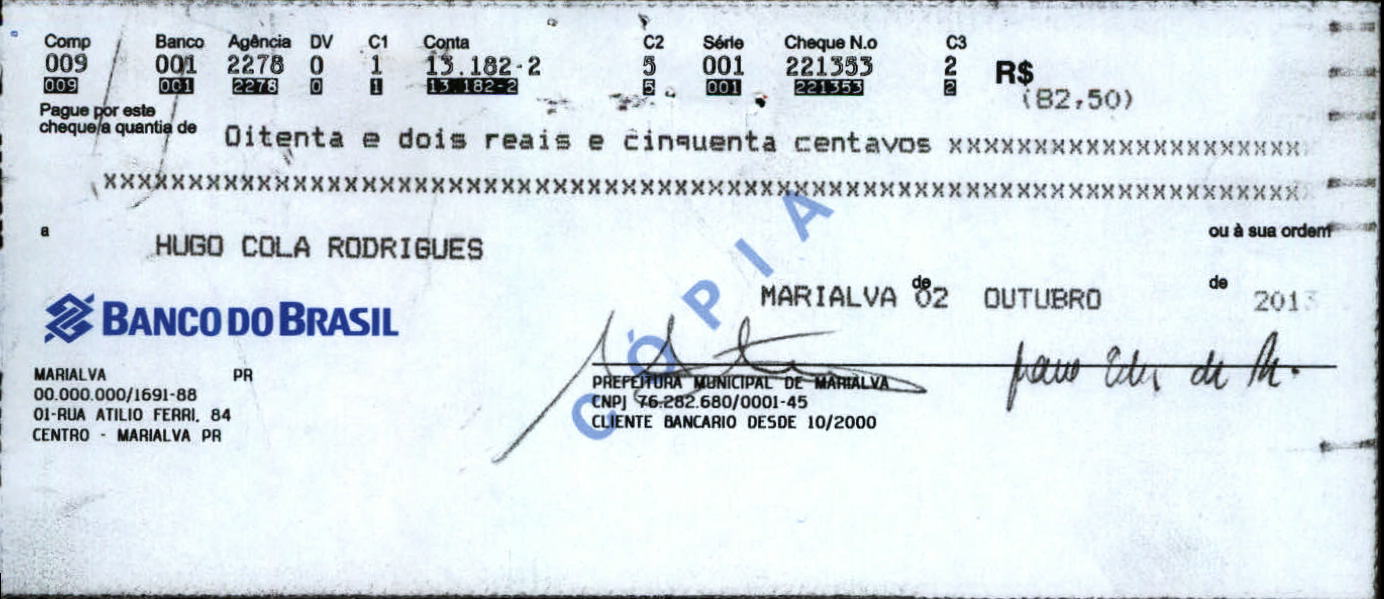 Comp Banco Agência DV C1 Conta C2 Série Cheque N.o C3
009 001 2278 0 1 13.182-2 5 001 221353 2 R$
009 001 2278 0 1 13.182-2 5 001 221353 2
(82,50)
Pague por este
cheque a quantia de Oitenta e dois reais e cinquenta centavos xxxxxxxxxxxxxxxxxxxxxxxxx
xxxxxxxxxxxxxxxxxxxxxxxxxxxxxxxxxxxxxxxxxxxxxxxxxxxxxxxxxxxxxxxxxxxxxxxxxxxxxxxxxxx
a HUGO COLA RODRIGUES ou à sua ordem
MARIALVA de 02 OUTUBRO de 2013
CÓPIA
BANCO DO BRASIL
MARIALVA PR
00.000.000/1691-88
01-RUA ATILIO FERRI, 84
CENTRO - MARIALVA PR
PREFEITURA MUNICIPAL DE MARIALVA
CNPJ 76.282.680/0001-45
CLIENTE BANCARIO DESDE 10/2000